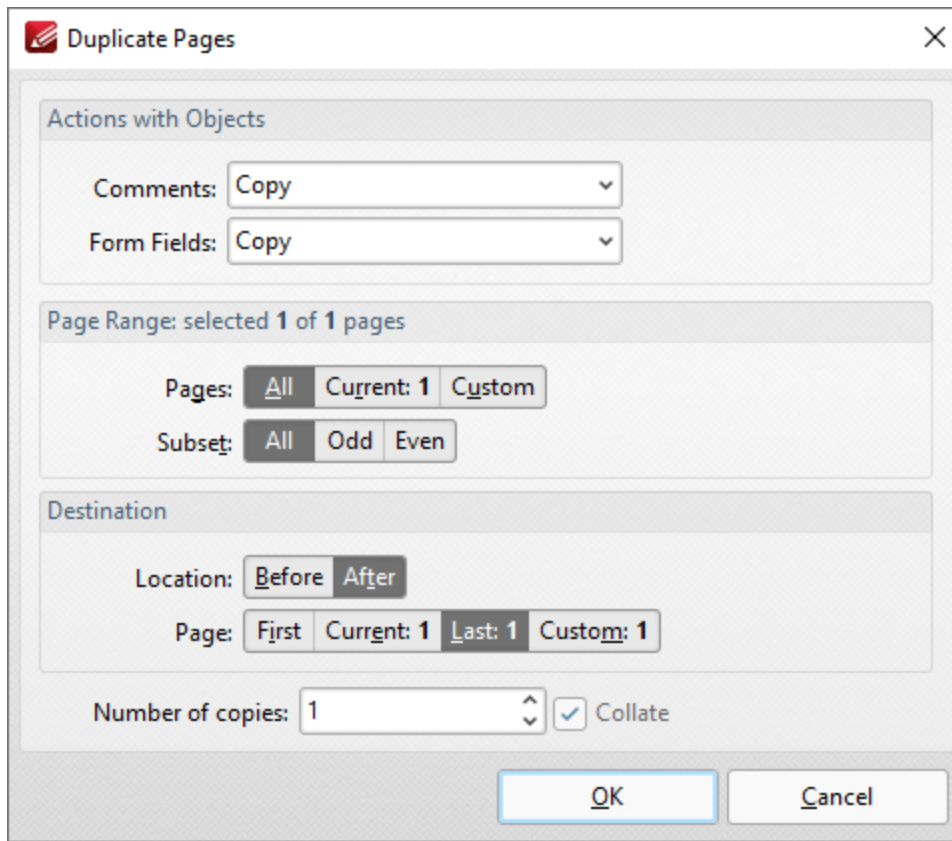 Duplicate Pages
Actions with Objects
Comments: Copy
Form Fields: Copy
Page Range: selected 1 of 1 pages
Pages: All Current: 1 Custom
Subset: All Odd Even
Destination
Location: Before After
Page: First Current: 1 Last: 1 Custom: 1
Number of copies: 1 Collate
OK Cancel